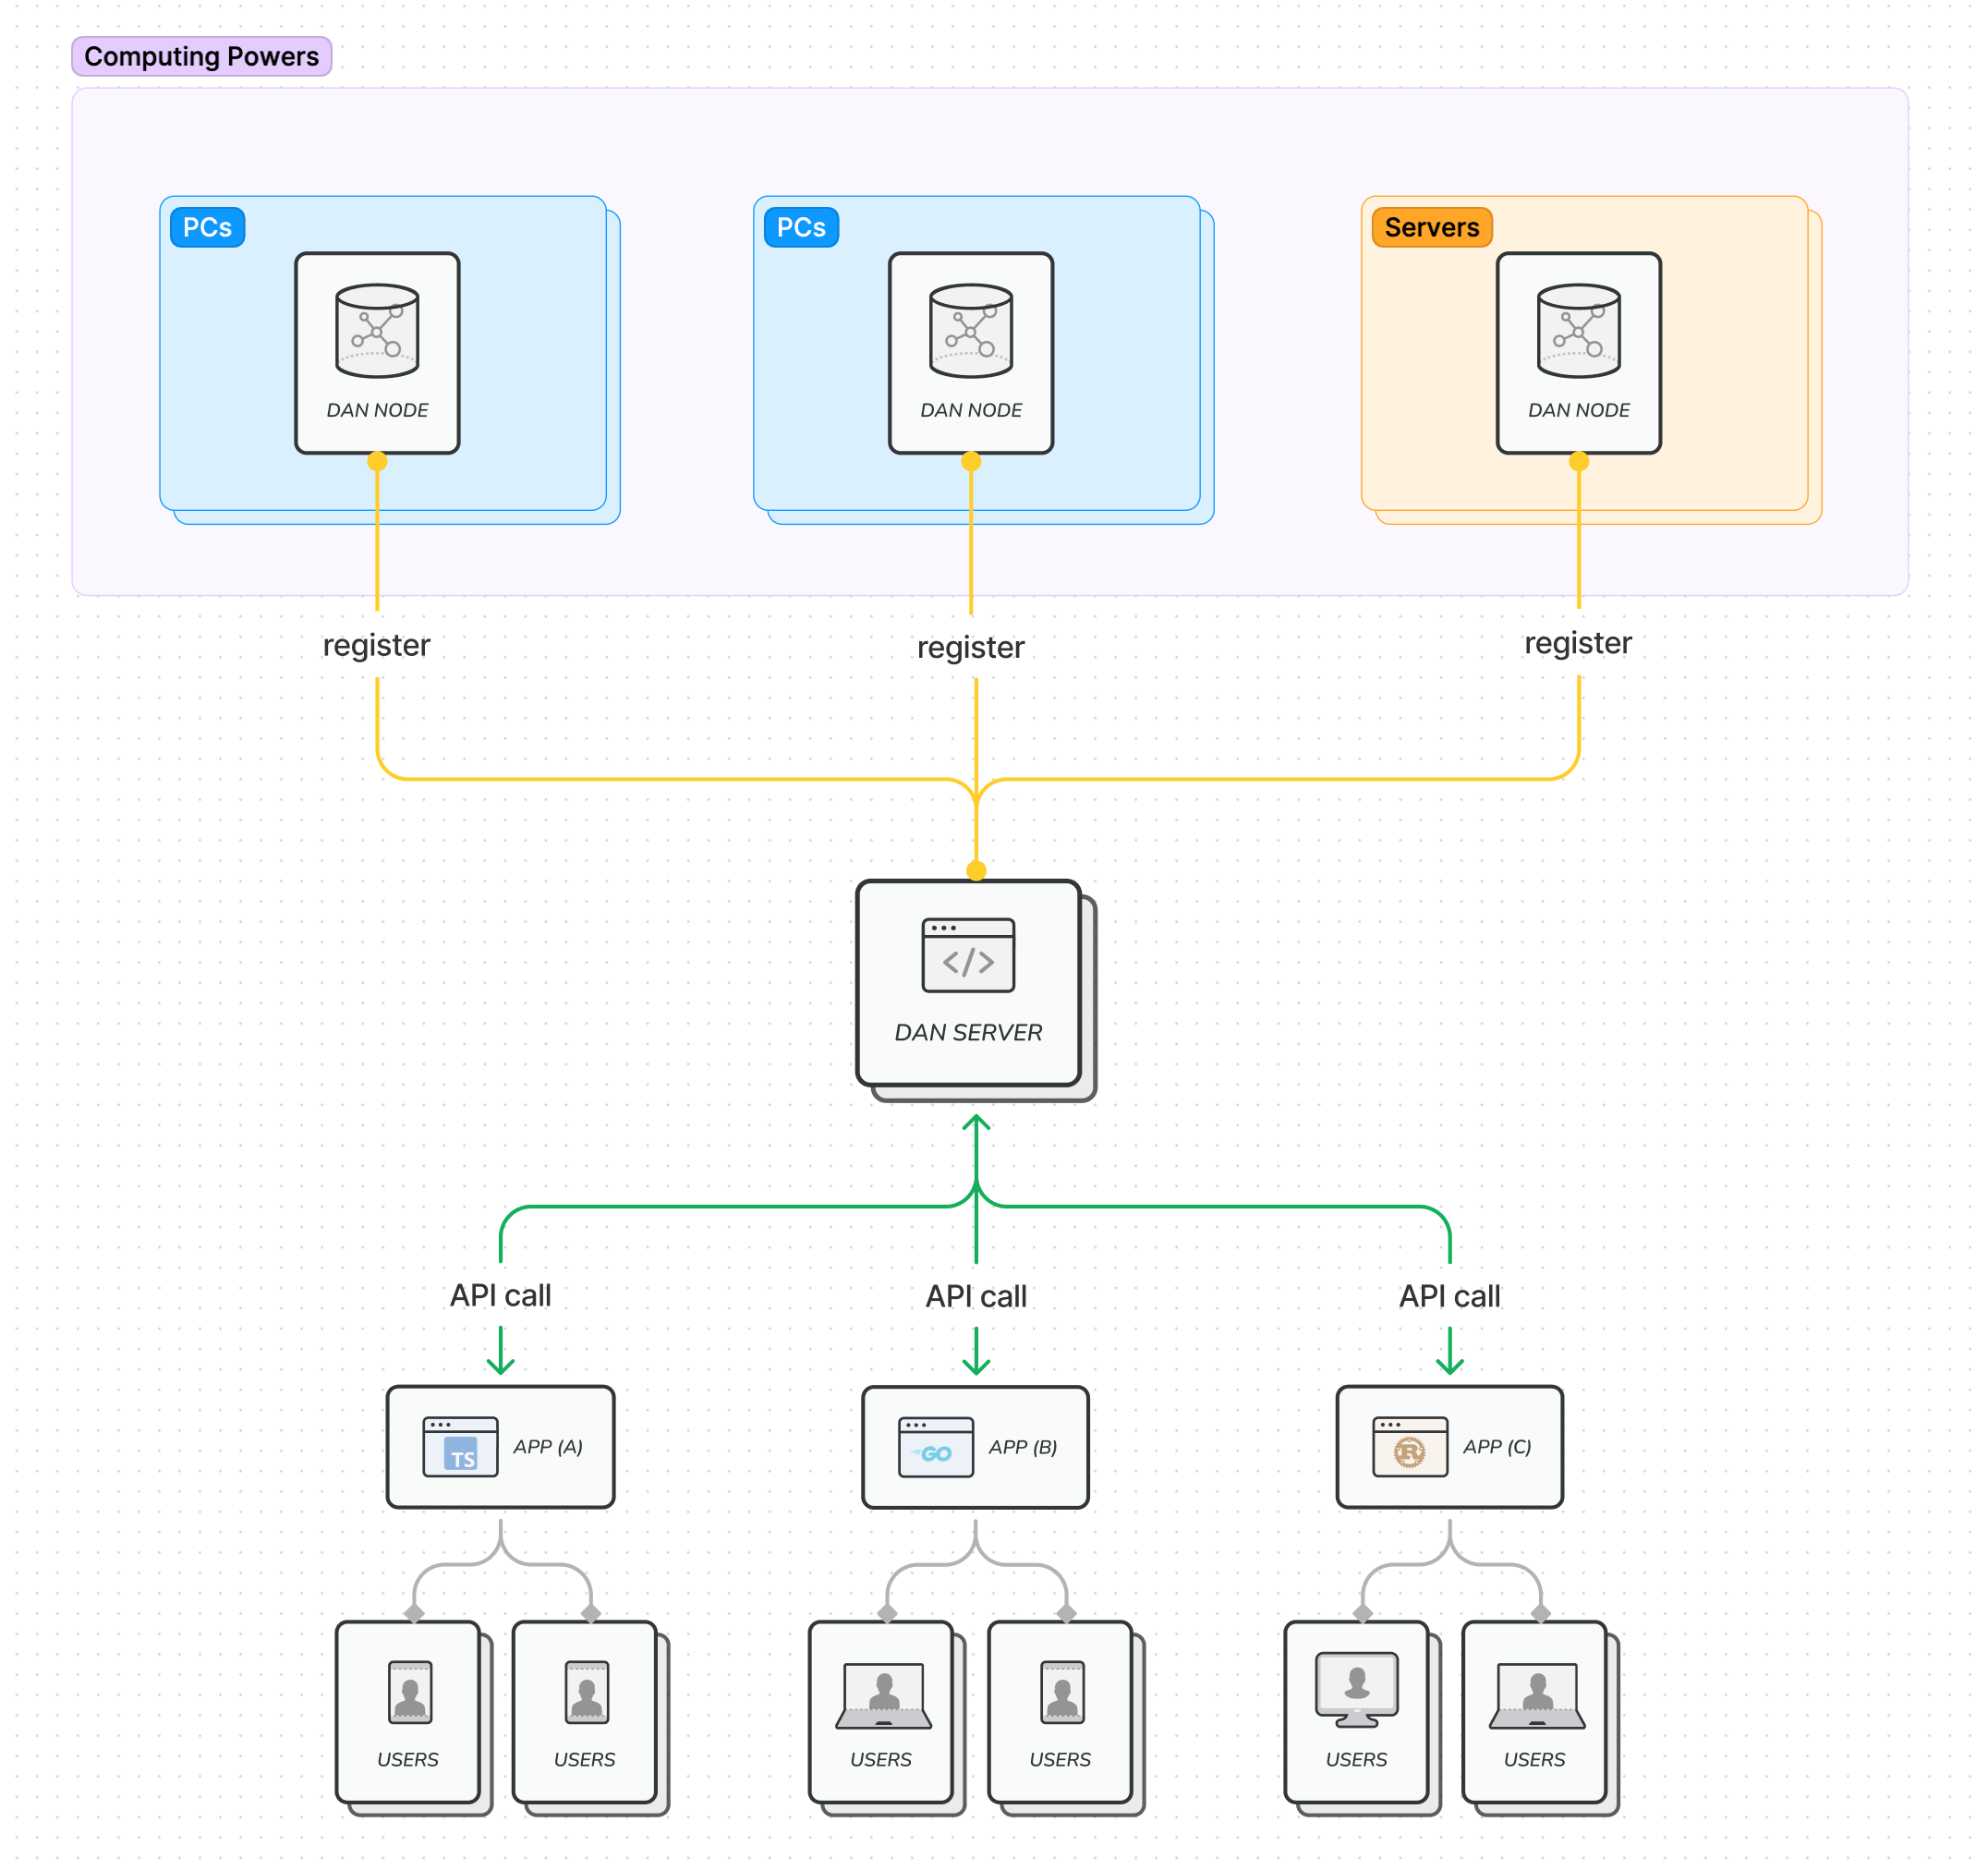 Computing Powers
PCs
PCs
Servers
DAN NODE
DAN NODE
DAN NODE
register
register
register
</>
DAN SERVER
API call
API call
API call
TS
APP (A)
GO
APP (B)
R
APP (C)
USERS
USERS
USERS
USERS
USERS
USERS